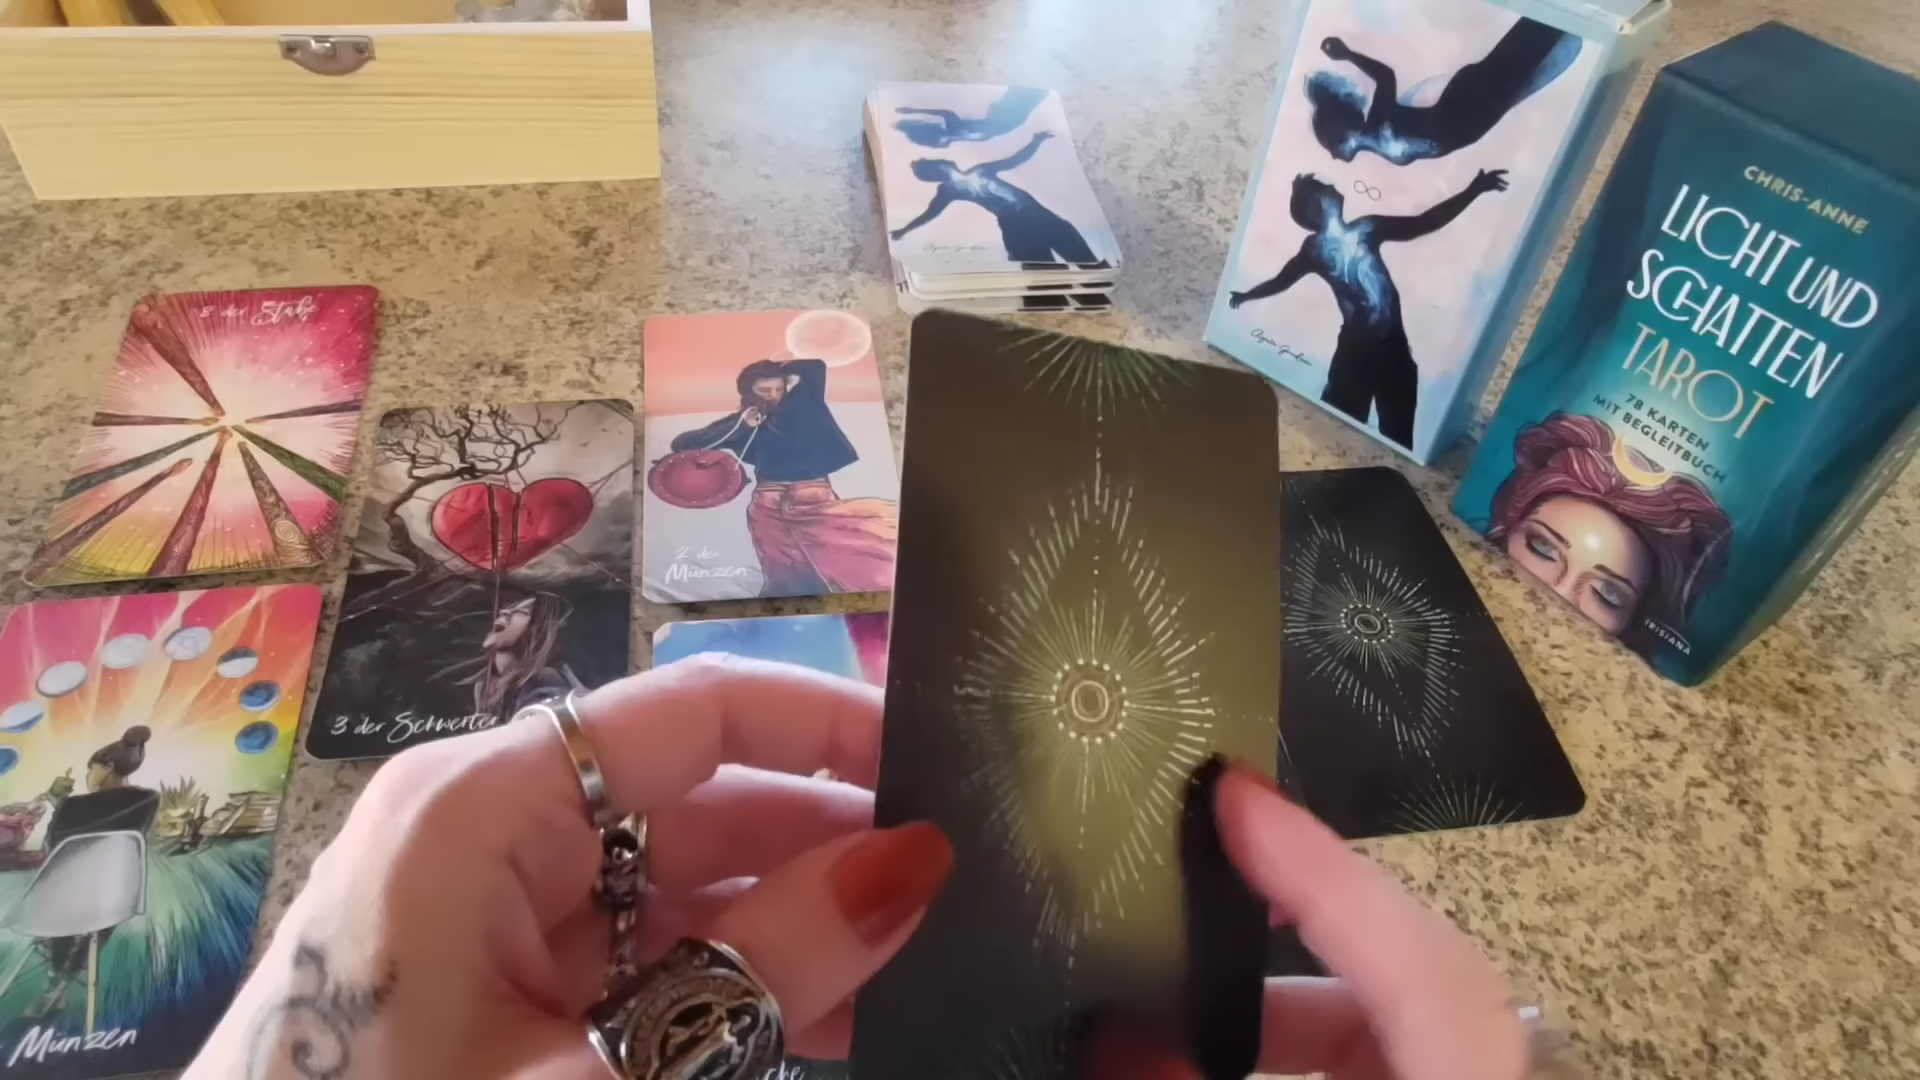 8 der Stäbe
3 der Schwerter
2 der
Münzen
Münzen
CHRIS-ANNE
LICHT UND
SCHATTEN
TAROT
78 KARTEN
MIT BEGLEITBUCH
IRISIANA